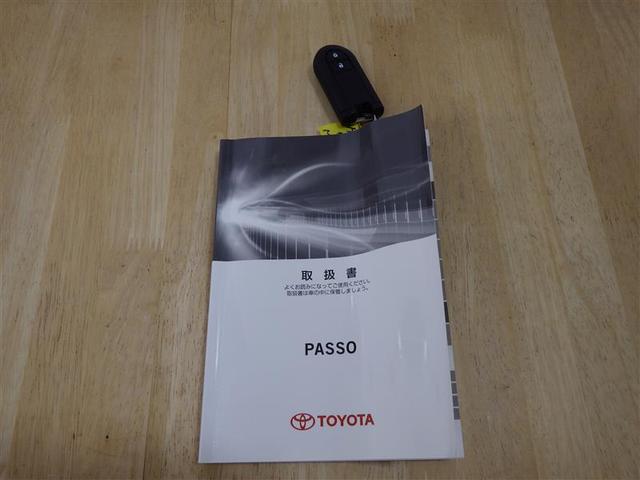 取扱書
よくお読みになってご使用ください。
取扱書は車の中に保管しましょう。
PASSO
TOYOTA